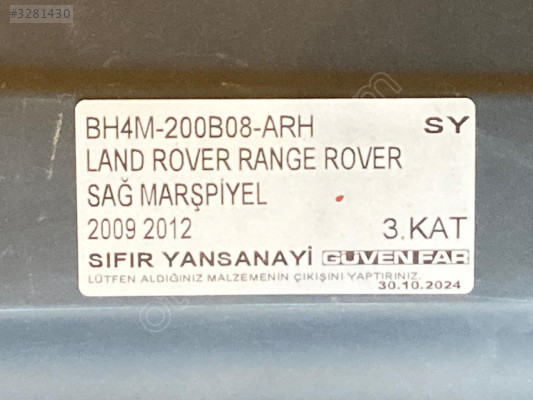 #3281430
BH4M-200B08-ARH SY
LAND ROVER RANGE ROVER
SAĞ MARŞPİYEL
2009 2012 3.KAT
SIFIR YANSANAYİ GÜVEN FAR
LÜTFEN ALDIĞINIZ MALZEMENİN ÇIKIŞINI YAPTIRINIZ.
30.10.2024